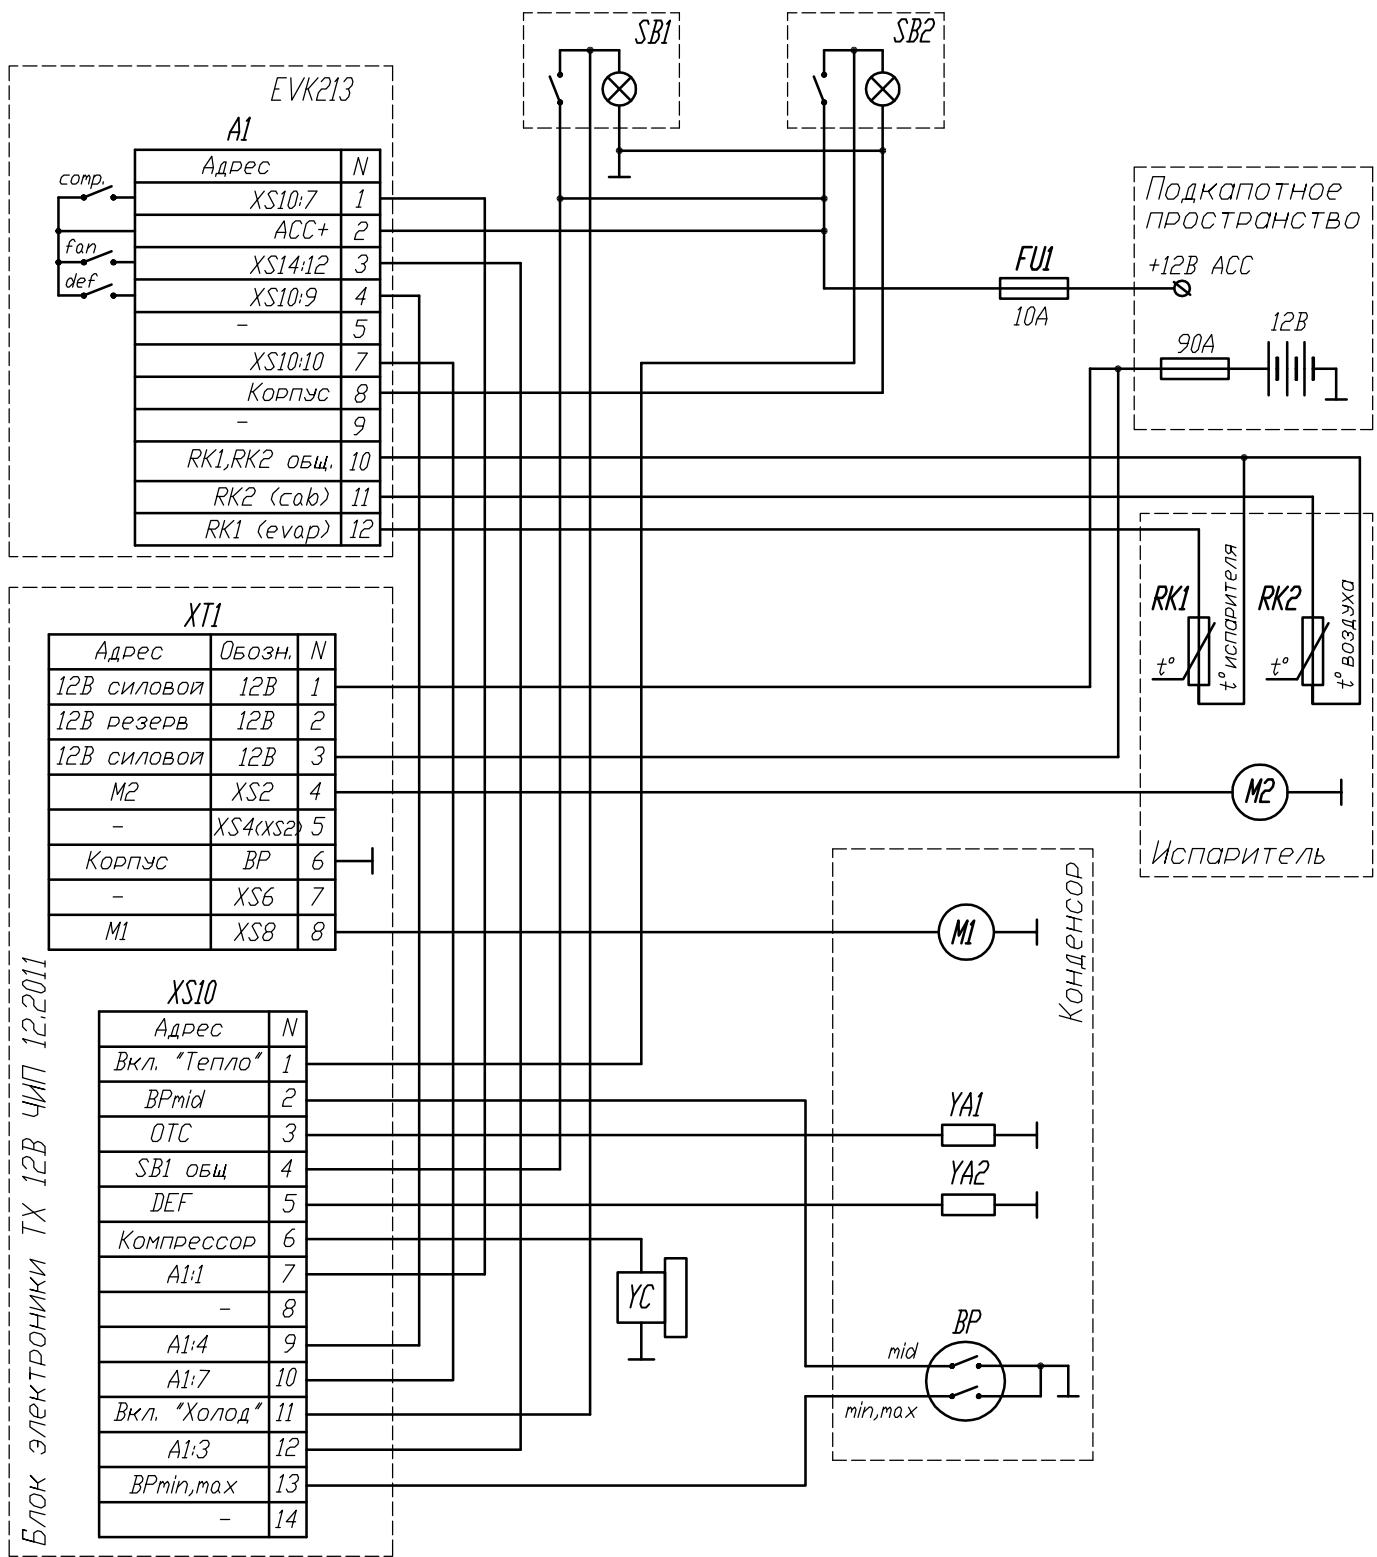 SB1
SB2
EVK213
A1
Адрес N
comp.
XS10:7 1
ACC+ 2
fan
XS14:12 3
def
XS10:9 4
- 5
XS10:10 7
Корпус 8
- 9
RK1,RK2 общ. 10
RK2 (cab) 11
RK1 (evap) 12
Подкапотное
пространство
+12В АСС
FU1
10А
90А
12В
RK1
t°
t° испарителя
RK2
t°
t° воздуха
M2
Испаритель
XT1
Адрес Обозн. N
12В силовой 12В 1
12В резерв 12В 2
12В силовой 12В 3
M2 XS2 4
- XS4(XS2) 5
Корпус BP 6
- XS6 7
M1 XS8 8
Блок электроники ТХ 12В ЧИП 12.2011
XS10
Адрес N
Вкл. "Тепло" 1
BPmid 2
OTC 3
SB1 общ 4
DEF 5
Компрессор 6
A1:1 7
- 8
A1:4 9
A1:7 10
Вкл. "Холод" 11
A1:3 12
BPmin,max 13
- 14
YC
Конденсор
M1
YA1
YA2
BP
mid
min,max